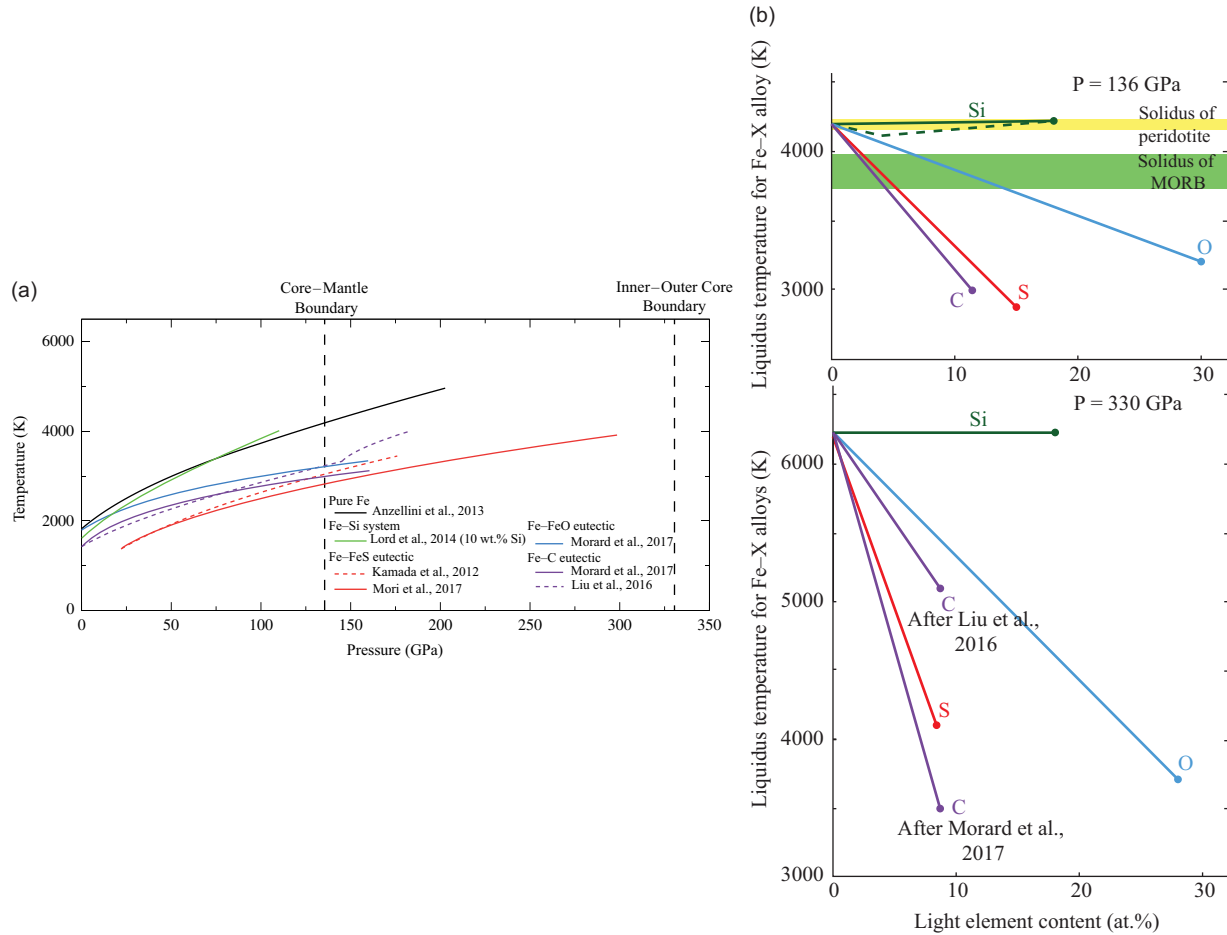 (a)
Core–Mantle
Boundary
Inner–Outer Core
Boundary
6000
4000
2000
0
Temperature (K)
0
50
100
150
200
250
300
350
Pressure (GPa)
Pure Fe
Anzellini et al., 2013
Fe–Si system
Lord et al., 2014 (10 wt.% Si)
Fe–FeS eutectic
Kamada et al., 2012
Mori et al., 2017
Fe–FeO eutectic
Morard et al., 2017
Fe–C eutectic
Morard et al., 2017
Liu et al., 2016
(b)
Liquidus temperature for Fe–X alloy (K)
P = 136 GPa
Si
Solidus of
peridotite
Solidus of
MORB
4000
3000
O
S
C
0
10
20
30
Liquidus temperature for Fe–X alloys (K)
P = 330 GPa
Si
6000
5000
4000
3000
C
After Liu et al.,
2016
S
O
C
After Morard et al.,
2017
0
10
20
30
Light element content (at.%)